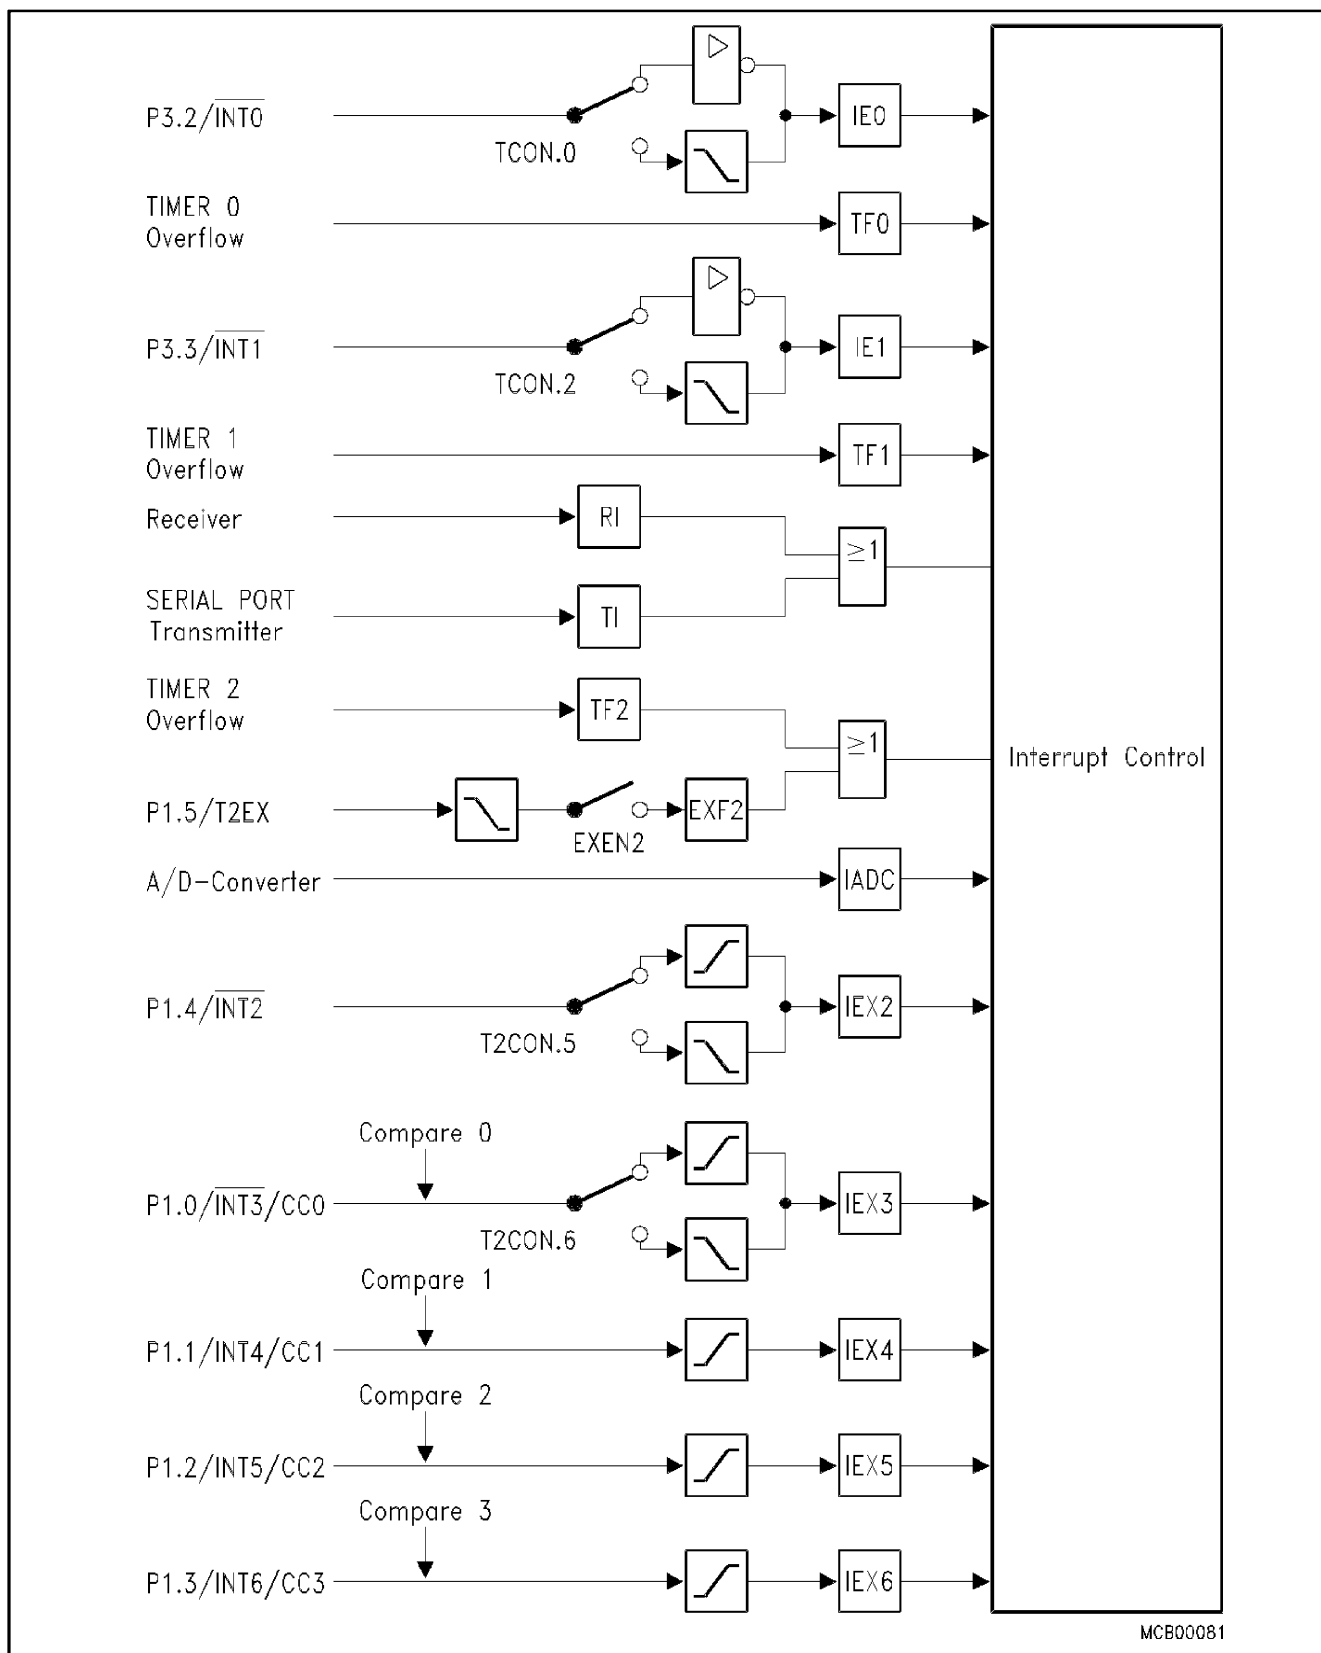 P3.2/INT0
TCON.0
IE0
TIMER 0
Overflow
TF0
P3.3/INT1
TCON.2
IE1
TIMER 1
Overflow
TF1
Receiver
RI
≥1
SERIAL PORT
Transmitter
TI
TIMER 2
Overflow
TF2
≥1
Interrupt Control
P1.5/T2EX
EXEN2
EXF2
A/D-Converter
IADC
P1.4/INT2
T2CON.5
IEX2
Compare 0
P1.0/INT3/CC0
T2CON.6
IEX3
Compare 1
P1.1/INT4/CC1
IEX4
Compare 2
P1.2/INT5/CC2
IEX5
Compare 3
P1.3/INT6/CC3
IEX6
MCB00081